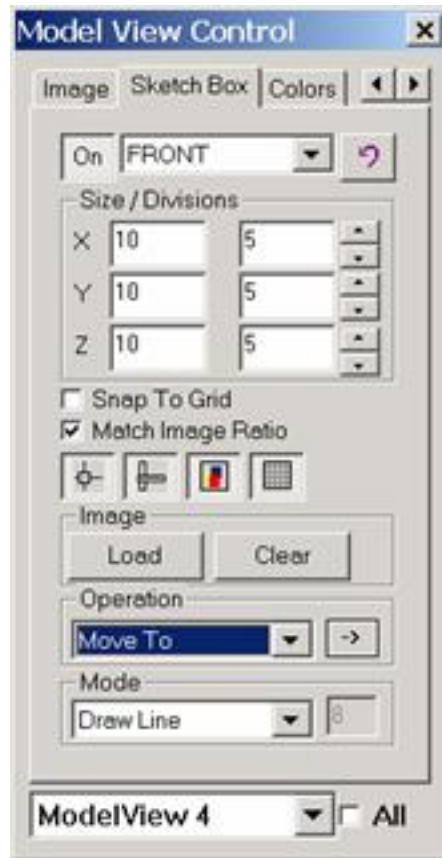 Model View Control
Image Sketch Box Colors
On FRONT
Size / Divisions
X 10 5
Y 10 5
Z 10 5
Snap To Grid
Match Image Ratio
Image
Load Clear
Operation
Move To ->
Mode
Draw Line 8
ModelView 4 All